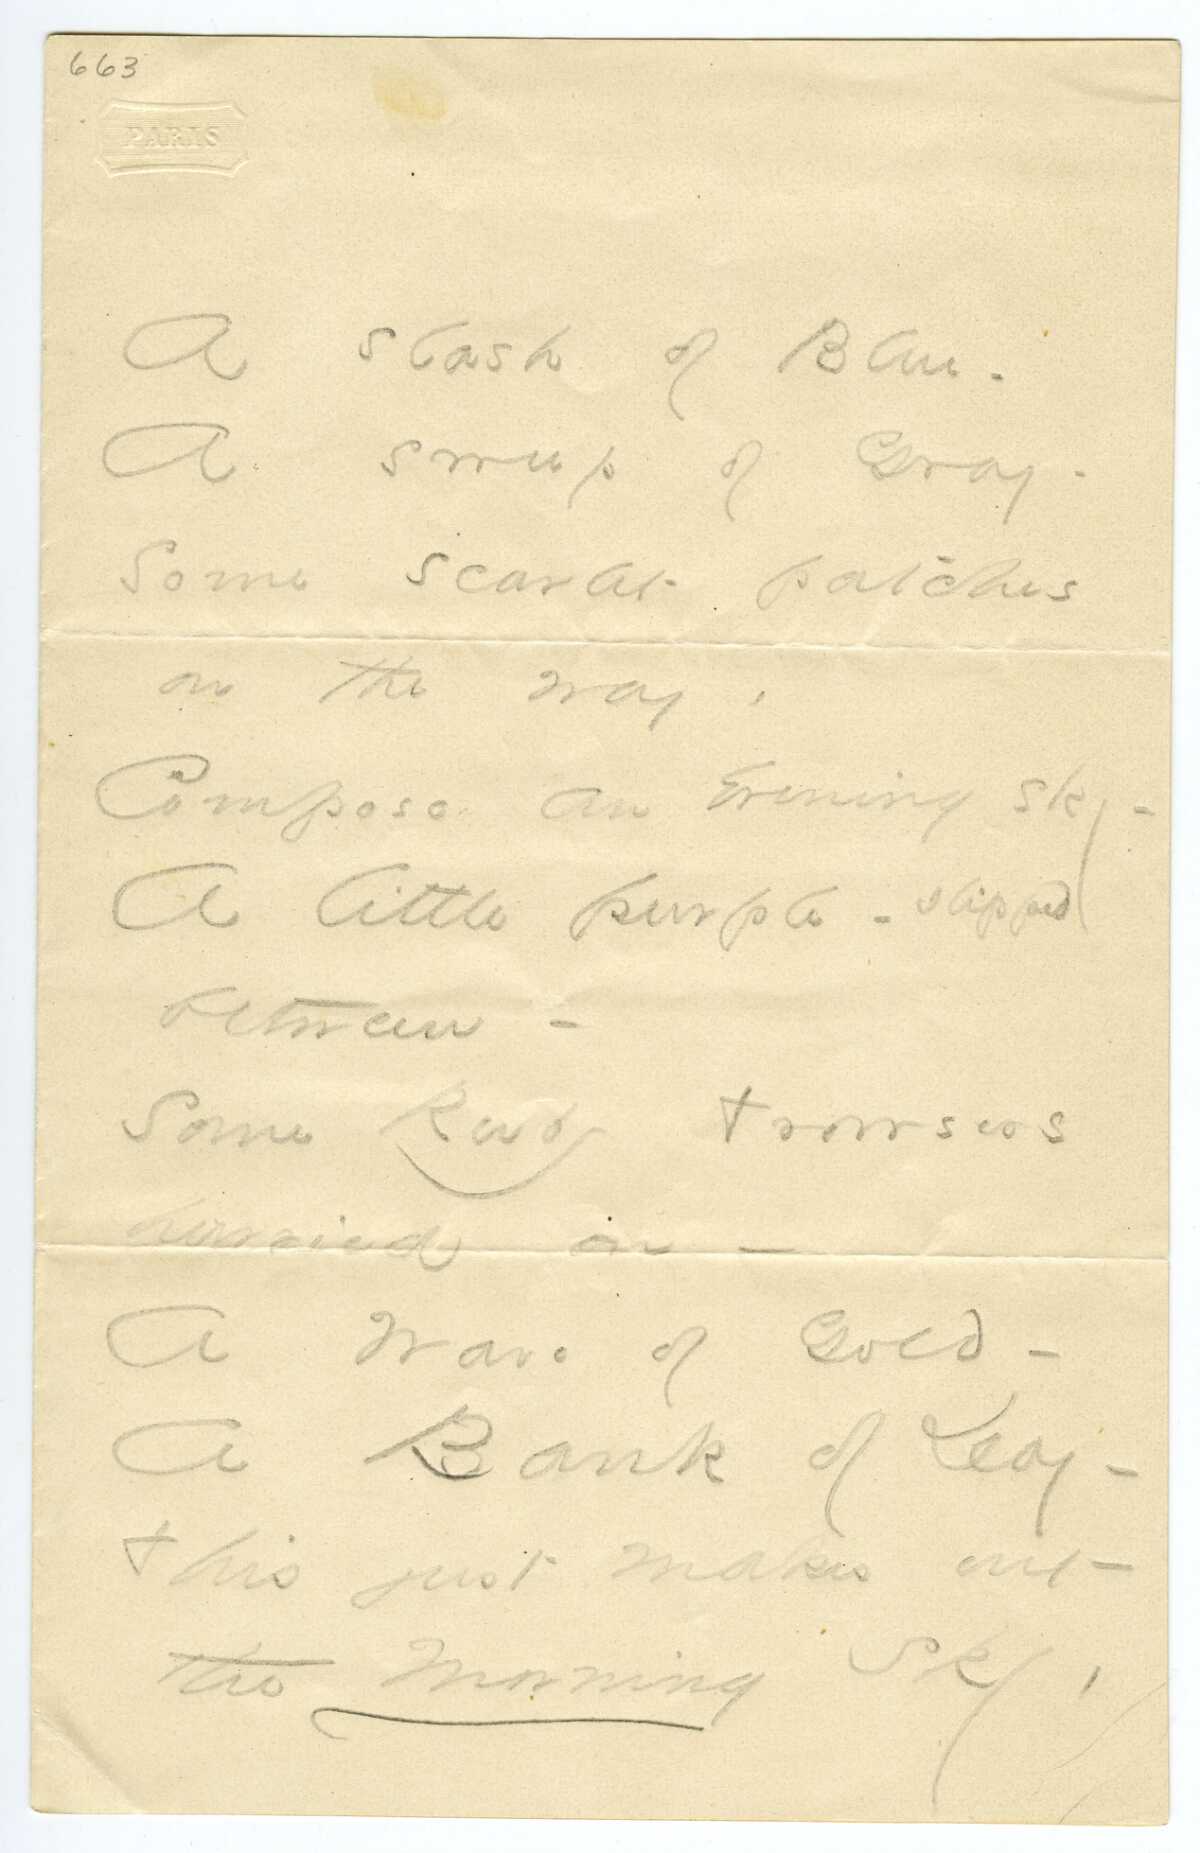 663
PARIS
A slash of Blue -
A sweep of Gray -
Some scarlet patches
on the way,
Compose an Evening Sky -
A little purple - slipped
between -
Some Ruby trowsers
hurried on -
A Wave of Gold -
A Bank of Day -
This just makes out
the Morning Sky,